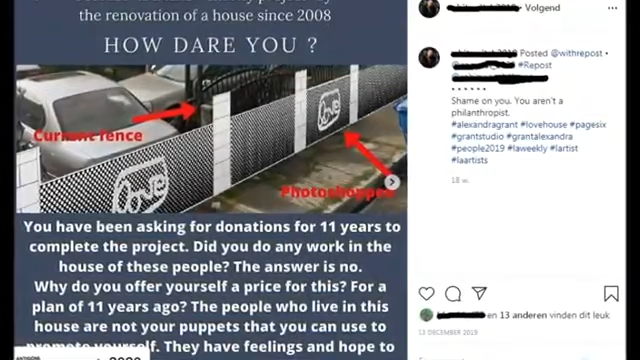 the renovation of a house since 2008
HOW DARE YOU ?
Current fence
Photoshopped
love
love
You have been asking for donations for 11 years to
complete the project. Did you do any work in the
house of these people? The answer is no.
Why do you offer yourself a price for this? For a
plan of 11 years ago? The people who live in this
house are not your puppets that you can use to
promote yourself. They have feelings and hope to
• Volgend
Posted @withrepost •
#Repost
Shame on you. You aren't a
philanthropist.
#alexandragrant #lovehouse #pagesix
#grantstudio #grantalexandra
#people2019 #laweekly #lartist
#laartists
18 w.
en 13 anderen vinden dit leuk
13 DECEMBER 2019